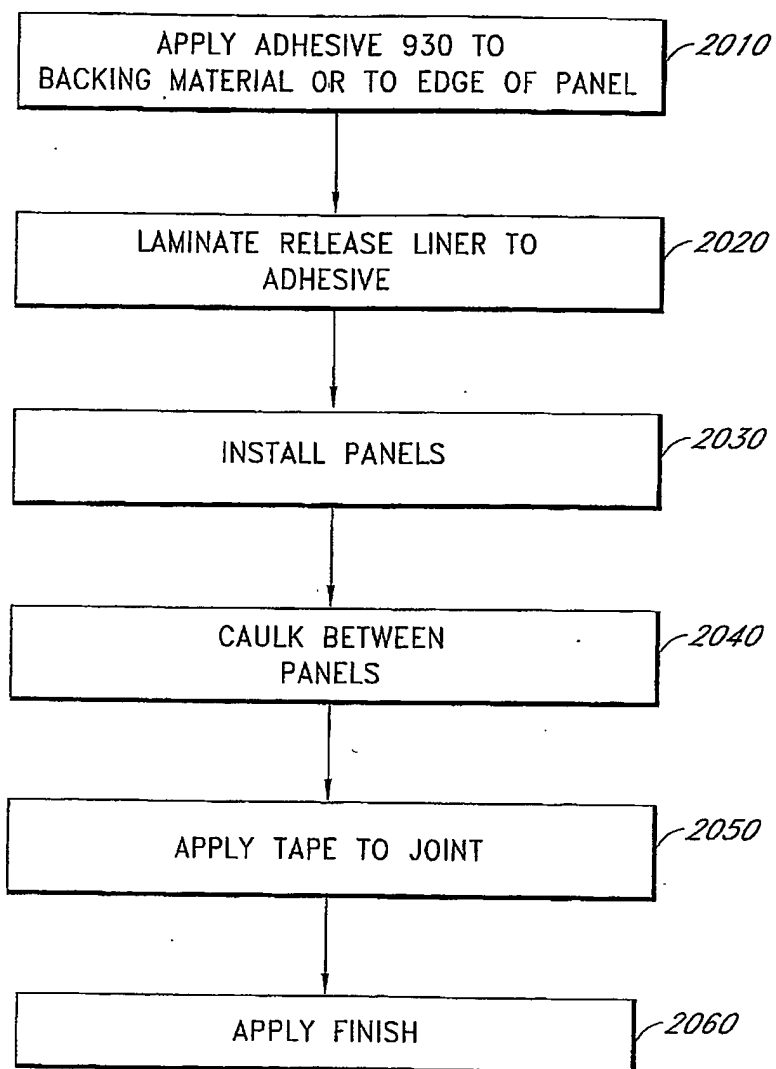 APPLY ADHESIVE 930 TO
BACKING MATERIAL OR TO EDGE OF PANEL
2010
LAMINATE RELEASE LINER TO
ADHESIVE
2020
INSTALL PANELS
2030
CAULK BETWEEN
PANELS
2040
APPLY TAPE TO JOINT
2050
APPLY FINISH
2060